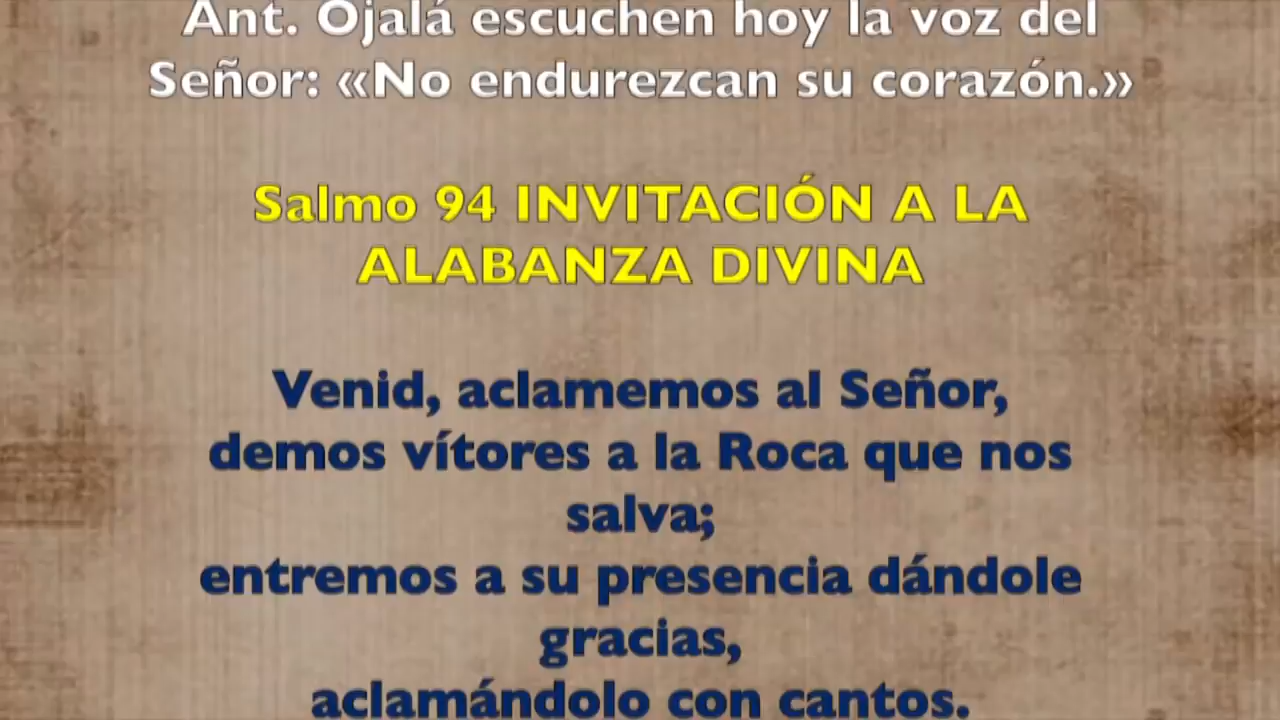 Ant. Ojalá escuchen hoy la voz del
Señor: «No endurezcan su corazón.»
Salmo 94 INVITACIÓN A LA
ALABANZA DIVINA
Venid, aclamemos al Señor,
demos vítores a la Roca que nos
salva;
entremos a su presencia dándole
gracias,
aclamándolo con cantos.